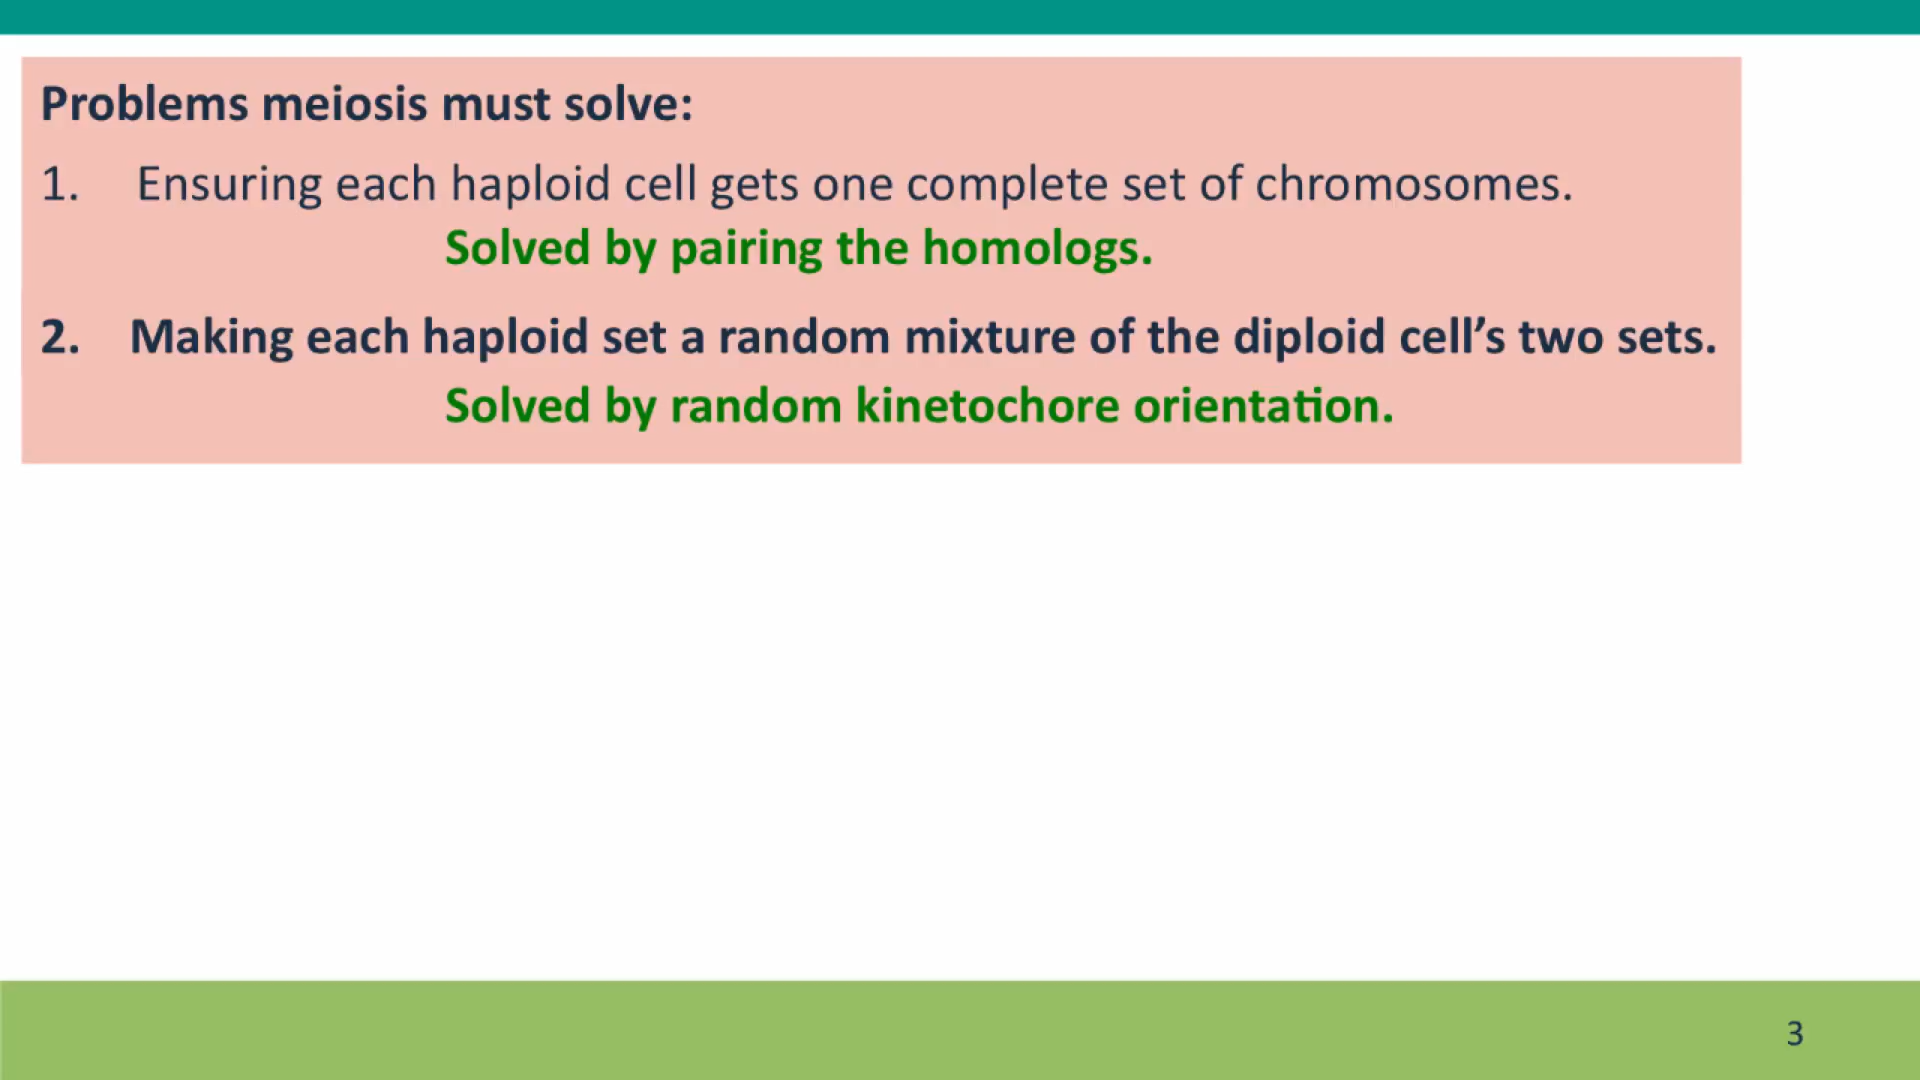 Problems meiosis must solve:
1. Ensuring each haploid cell gets one complete set of chromosomes.
Solved by pairing the homologs.
2. Making each haploid set a random mixture of the diploid cell’s two sets.
Solved by random kinetochore orientation.
3